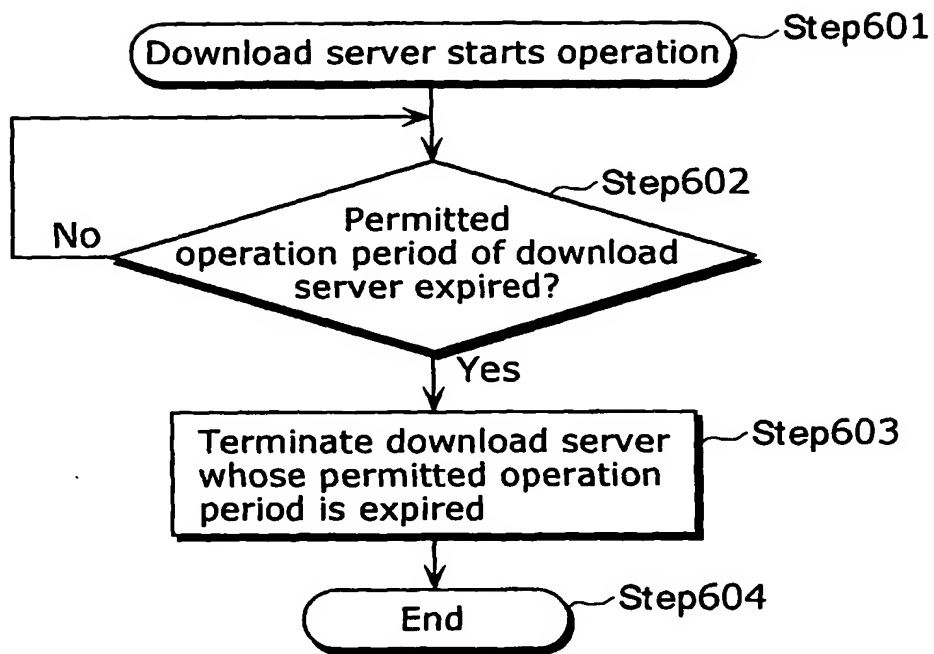 Download server starts operation
Step601
Step602
Permitted
operation period of download
server expired?
No
Yes
Terminate download server
whose permitted operation
period is expired
Step603
End
Step604